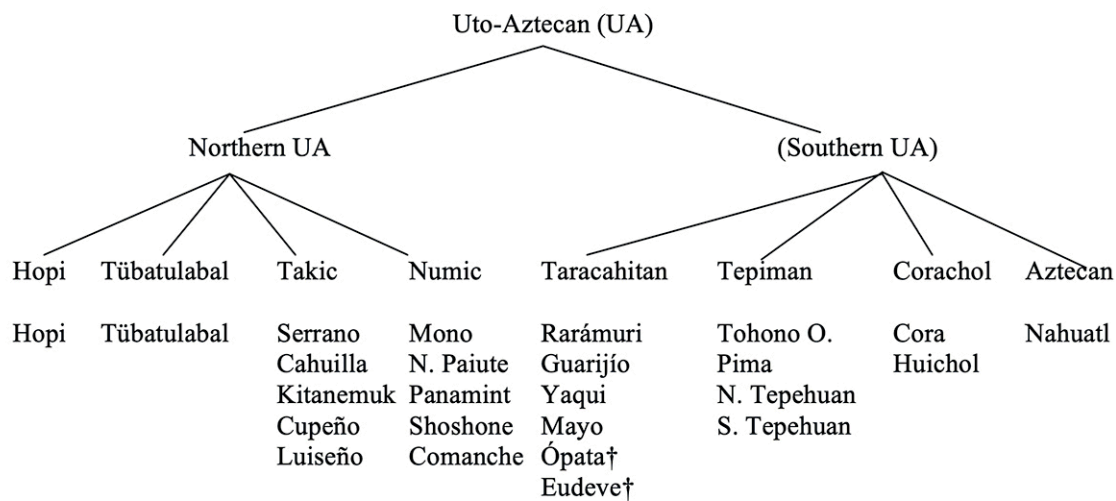 Uto-Aztecan (UA)
Northern UA (Southern UA)
Hopi Tübatulabal Takic Numic Taracahitan Tepiman Corachol Aztecan
Hopi Tübatulabal Serrano Mono Rarámuri Tohono O. Cora Nahuatl
Cahuilla N. Paiute Guarijío Pima Huichol
Kitanemuk Panamint Yaqui N. Tepehuan
Cupeño Shoshone Mayo S. Tepehuan
Luiseño Comanche Ópata†
Eudeve†